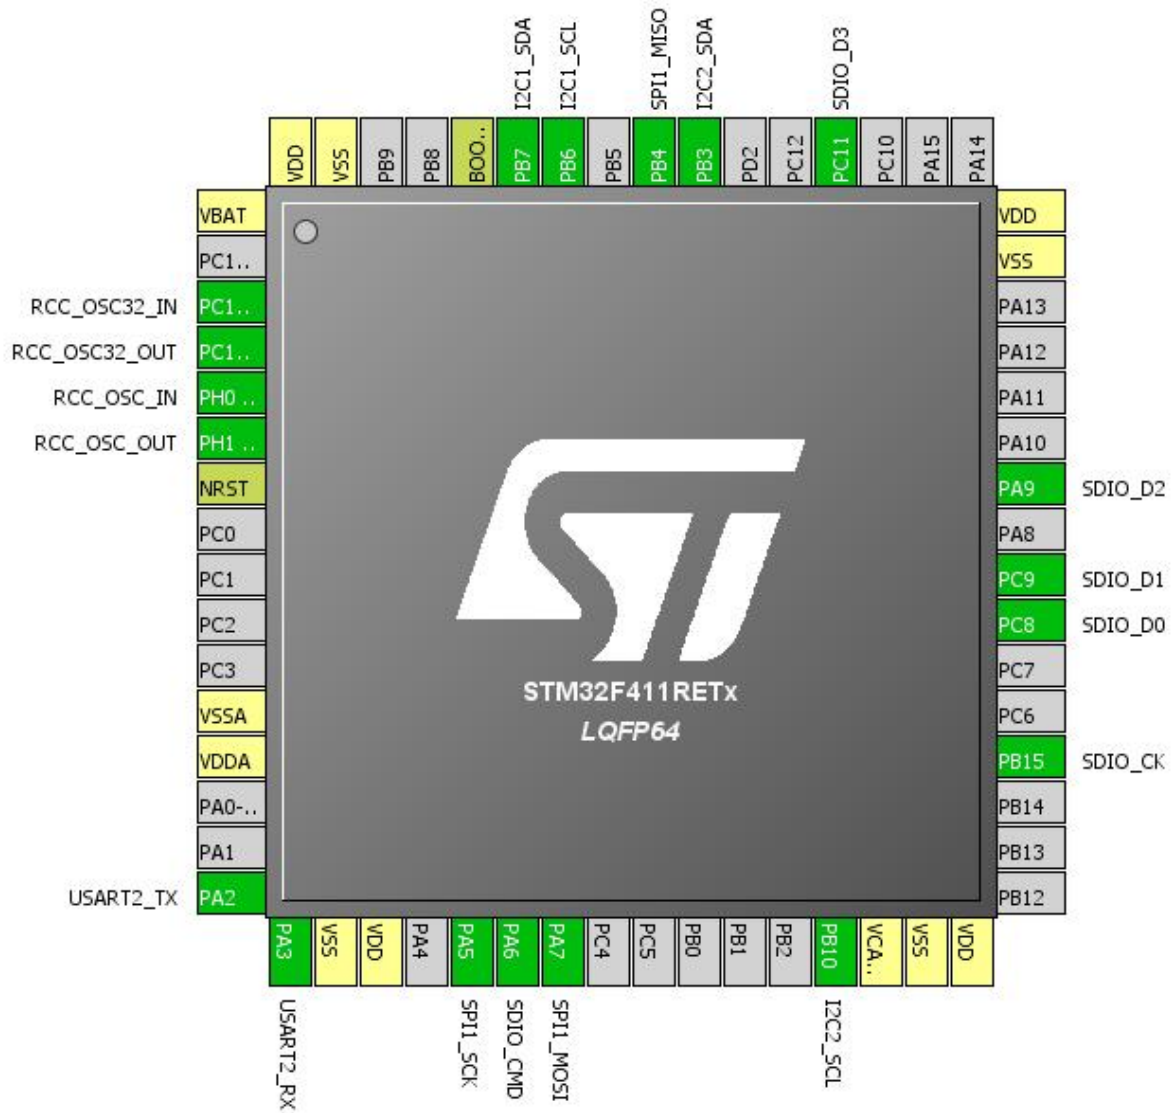 I2C1_SDA
I2C1_SCL
SPI1_MISO
I2C2_SDA
SDIO_D3
VDD
VSS
PB9
PB8
BOO..
PB7
PB6
PB5
PB4
PB3
PD2
PC12
PC11
PC10
PA15
PA14
VBAT
PC1..
RCC_OSC32_IN PC1..
RCC_OSC32_OUT PC1..
RCC_OSC_IN PH0 ..
RCC_OSC_OUT PH1 ..
NRST
PC0
PC1
PC2
PC3
VSSA
VDDA
PA0-..
PA1
USART2_TX PA2
VDD
VSS
PA13
PA12
PA11
PA10
PA9 SDIO_D2
PA8
PC9 SDIO_D1
PC8 SDIO_D0
PC7
PC6
PB15 SDIO_CK
PB14
PB13
PB12
ST
STM32F411RETx
LQFP64
PA3
VSS
VDD
PA4
PA5
PA6
PA7
PC4
PC5
PB0
PB1
PB2
PB10
VCA..
VSS
VDD
USART2_RX
SPI1_SCK
SDIO_CMD
SPI1_MOSI
I2C2_SCL